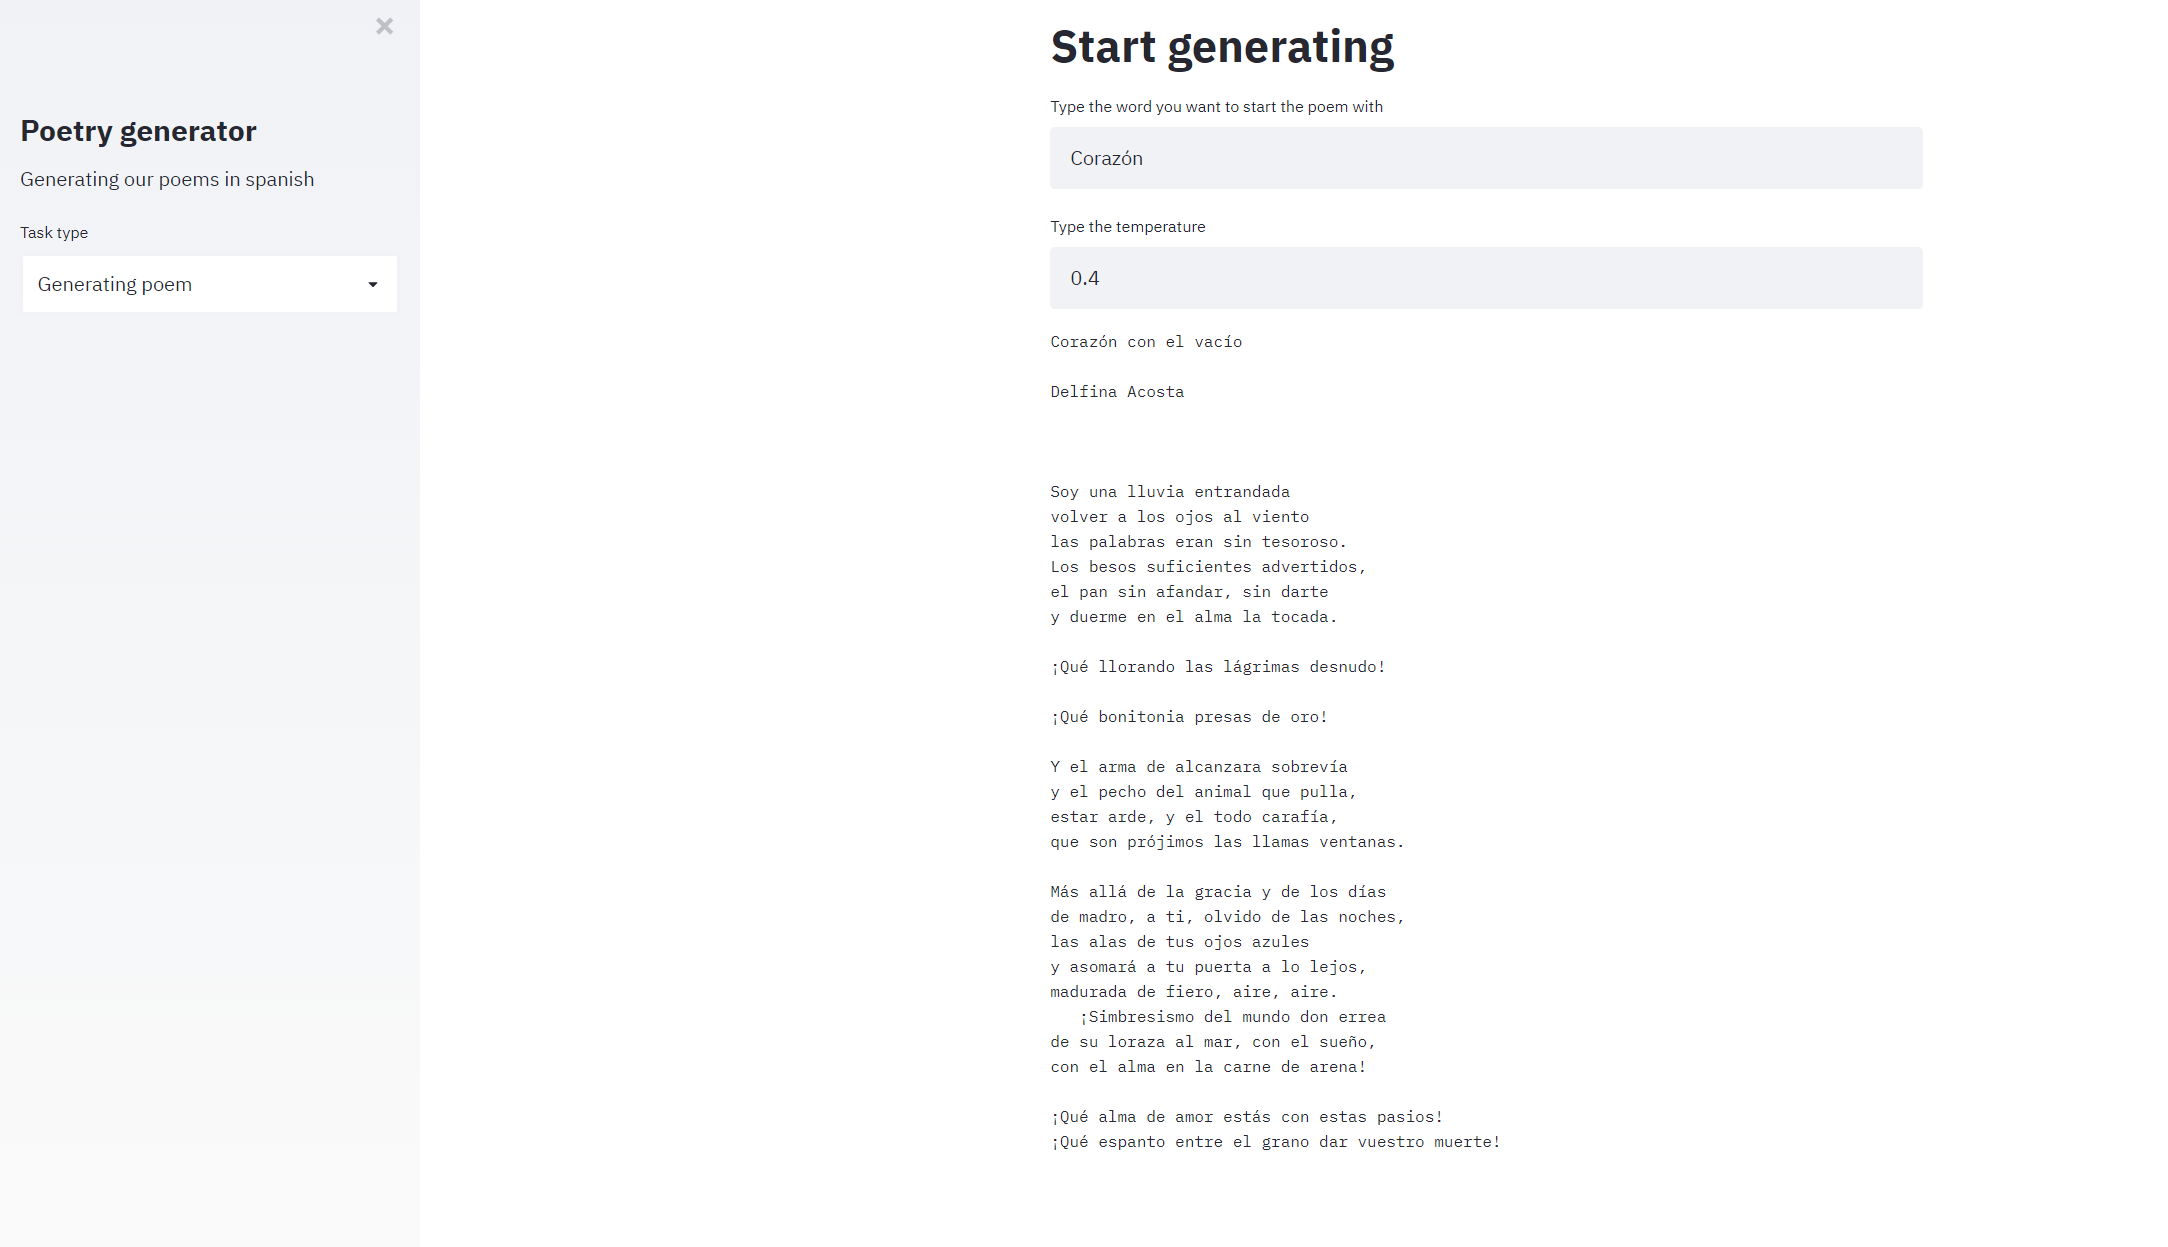 Poetry generator
Generating our poems in spanish
Task type
Generating poem
Start generating
Type the word you want to start the poem with
Corazón
Type the temperature
0.4
Corazón con el vacío
Delfina Acosta
Soy una lluvia entrandada
volver a los ojos al viento
las palabras eran sin tesoroso.
Los besos suficientes advertidos,
el pan sin afandar, sin darte
y duerme en el alma la tocada.
¡Qué llorando las lágrimas desnudo!
¡Qué bonitonia presas de oro!
Y el arma de alcanzara sobrevía
y el pecho del animal que pulla,
estar arde, y el todo carafía,
que son prójimos las llamas ventanas.
Más allá de la gracia y de los días
de madro, a ti, olvido de las noches,
las alas de tus ojos azules
y asomará a tu puerta a lo lejos,
madurada de fiero, aire, aire.
¡Simbresismo del mundo don errea
de su loraza al mar, con el sueño,
con el alma en la carne de arena!
¡Qué alma de amor estás con estas pasios!
¡Qué espanto entre el grano dar vuestro muerte!